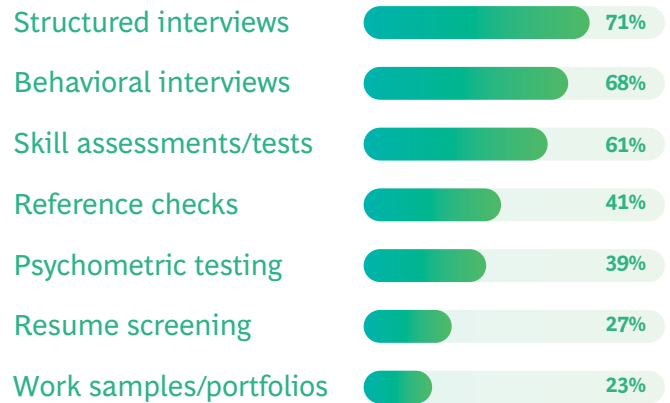 Structured interviews 71%
Behavioral interviews 68%
Skill assessments/tests 61%
Reference checks 41%
Psychometric testing 39%
Resume screening 27%
Work samples/portfolios 23%